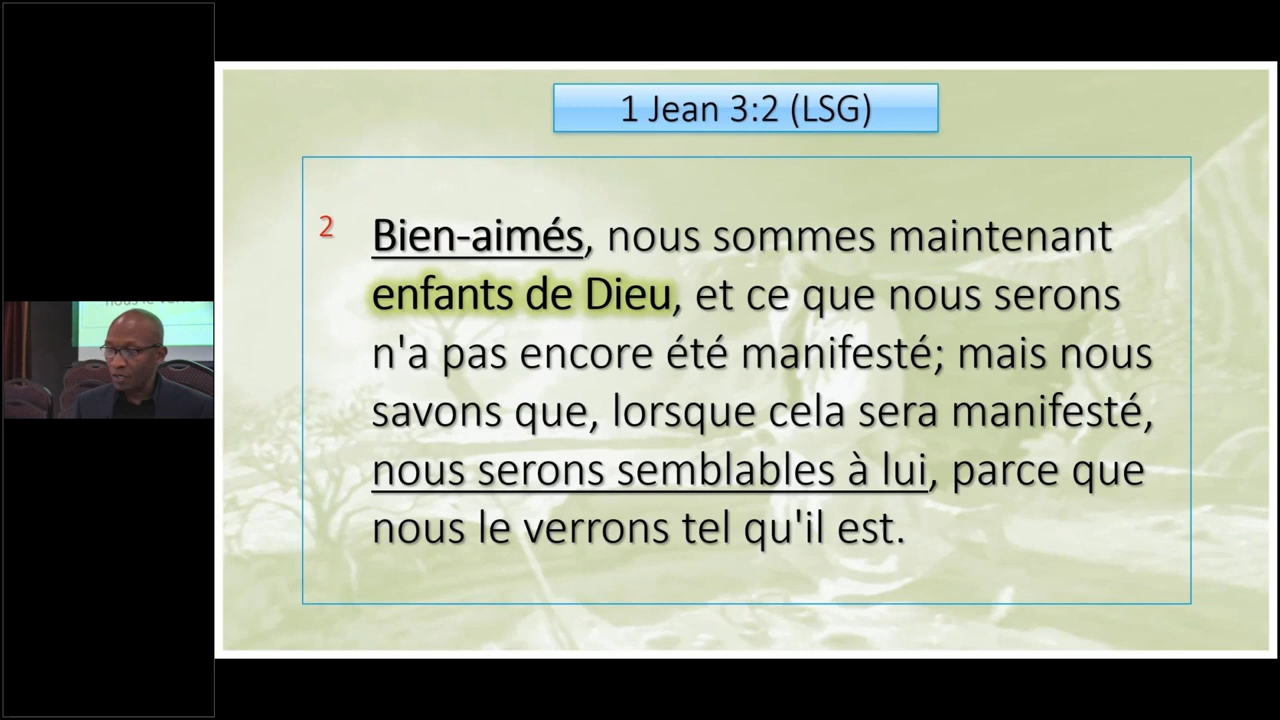 1 Jean 3:2 (LSG)
2 Bien-aimés, nous sommes maintenant
enfants de Dieu, et ce que nous serons
n'a pas encore été manifesté; mais nous
savons que, lorsque cela sera manifesté,
nous serons semblables à lui, parce que
nous le verrons tel qu'il est.